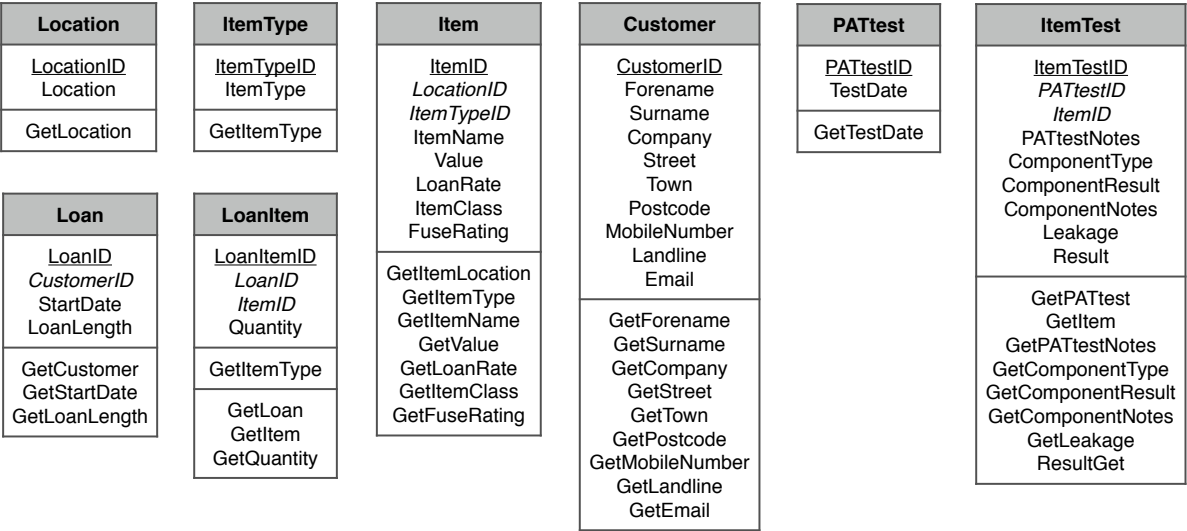 Location
LocationID
Location
GetLocation
ItemType
ItemTypeID
ItemType
GetItemType
Item
ItemID
LocationID
ItemTypeID
ItemName
Value
LoanRate
ItemClass
FuseRating
GetItemLocation
GetItemType
GetItemName
GetValue
GetLoanRate
GetItemClass
GetFuseRating
Customer
CustomerID
Forename
Surname
Company
Street
Town
Postcode
MobileNumber
Landline
Email
GetForename
GetSurname
GetCompany
GetStreet
GetTown
GetPostcode
GetMobileNumber
GetLandline
GetEmail
PATtest
PATtestID
TestDate
GetTestDate
ItemTest
ItemTestID
PATtestID
ItemID
PATtestNotes
ComponentType
ComponentResult
ComponentNotes
Leakage
Result
GetPATtest
GetItem
GetPATtestNotes
GetComponentType
GetComponentResult
GetComponentNotes
GetLeakage
ResultGet
Loan
LoanID
CustomerID
StartDate
LoanLength
GetCustomer
GetStartDate
GetLoanLength
LoanItem
LoanItemID
LoanID
ItemID
Quantity
GetItemType
GetLoan
GetItem
GetQuantity